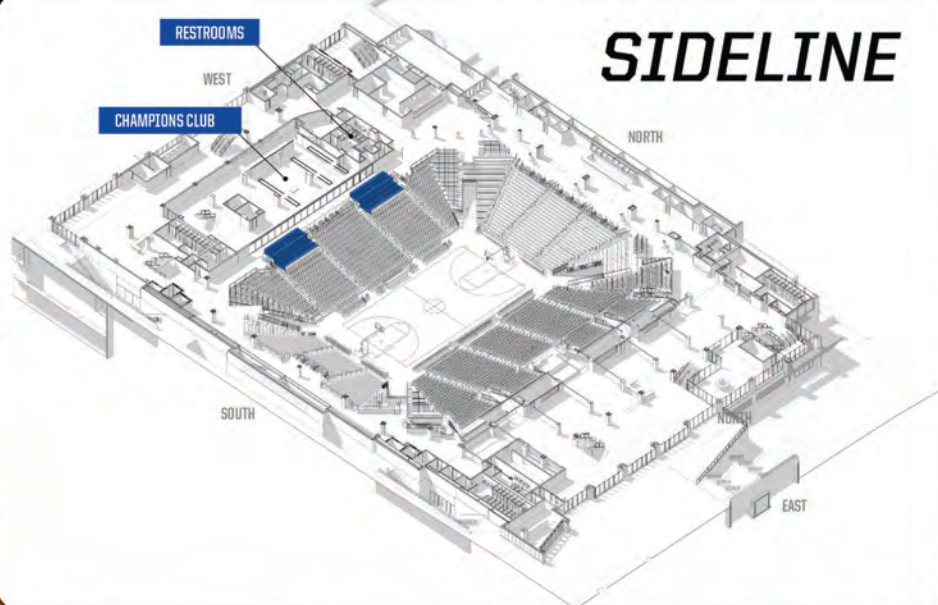 RESTROOMS
SIDELINE
WEST
CHAMPIONS CLUB
NORTH
SOUTH
NORTH
EAST